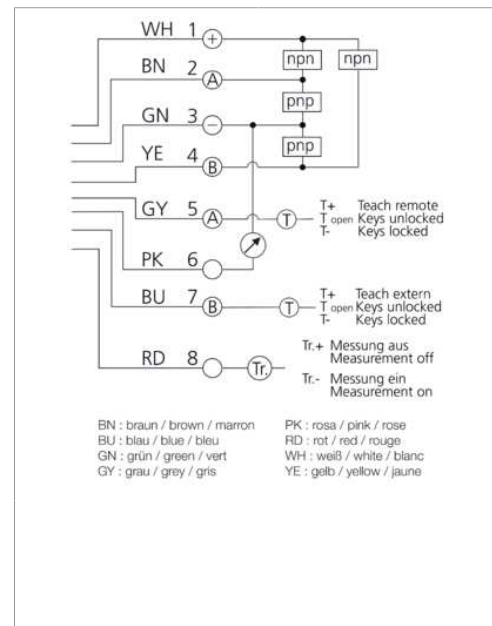 WH 1 +
npn npn
BN 2 A
pnp
GN 3 −
pnp
YE 4 B
GY 5 A T
T+ Teach remote
T open Keys unlocked
T- Keys locked
PK 6
BU 7 B T
T+ Teach extern
T open Keys unlocked
T- Keys locked
Tr.+ Messung aus
Measurement off
RD 8 Tr.
Tr.- Messung ein
Measurement on
BN : braun / brown / marron
BU : blau / blue / bleu
GN : grün / green / vert
GY : grau / grey / gris
PK : rosa / pink / rose
RD : rot / red / rouge
WH : weiß / white / blanc
YE : gelb / yellow / jaune